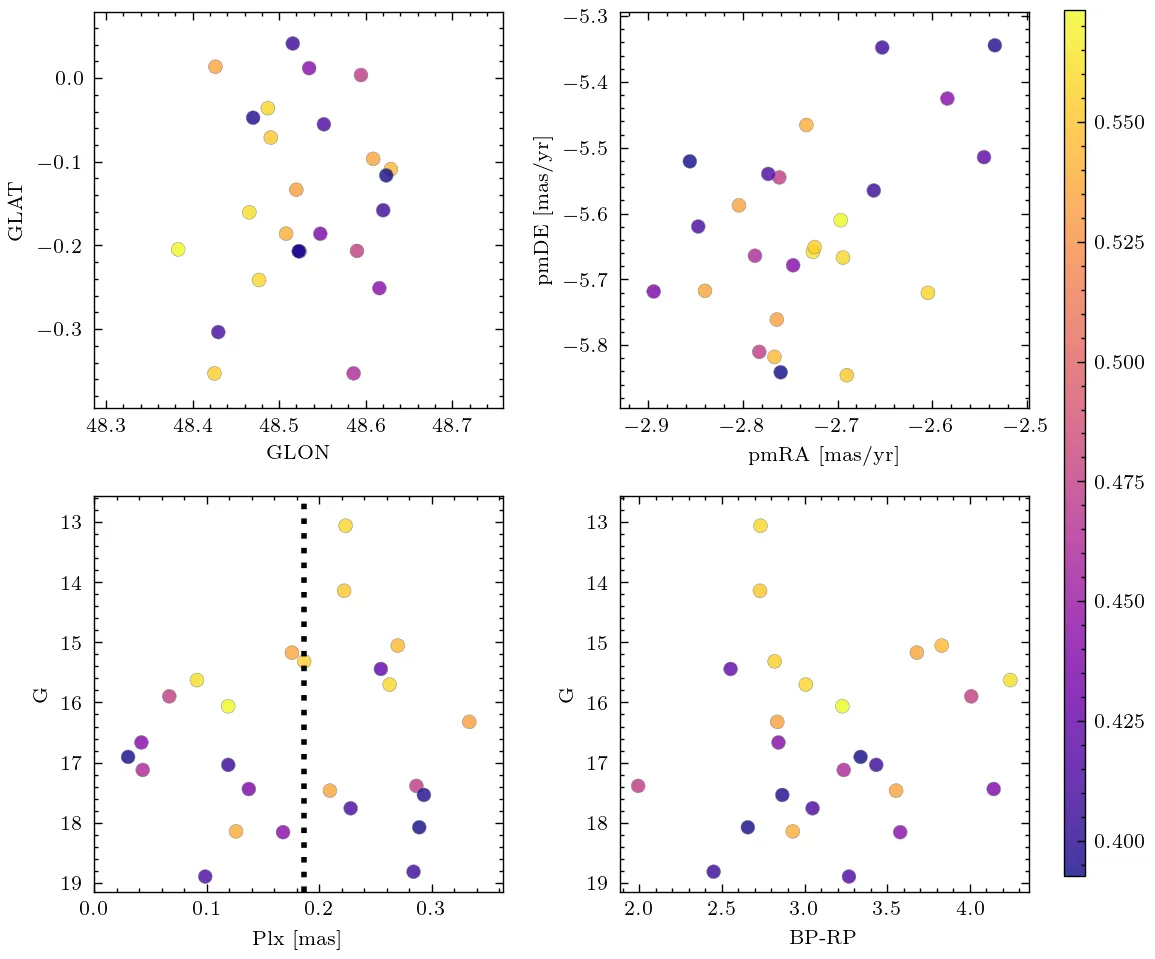 0.0
−0.1
−0.2
−0.3
GLAT
48.3 48.4 48.5 48.6 48.7
GLON
−5.3
−5.4
−5.5
−5.6
−5.7
−5.8
pmDE [mas/yr]
−2.9 −2.8 −2.7 −2.6 −2.5
pmRA [mas/yr]
13
14
15
16
17
18
19
G
0.0 0.1 0.2 0.3
Plx [mas]
13
14
15
16
17
18
19
G
2.0 2.5 3.0 3.5 4.0
BP-RP
0.550
0.525
0.500
0.475
0.450
0.425
0.400